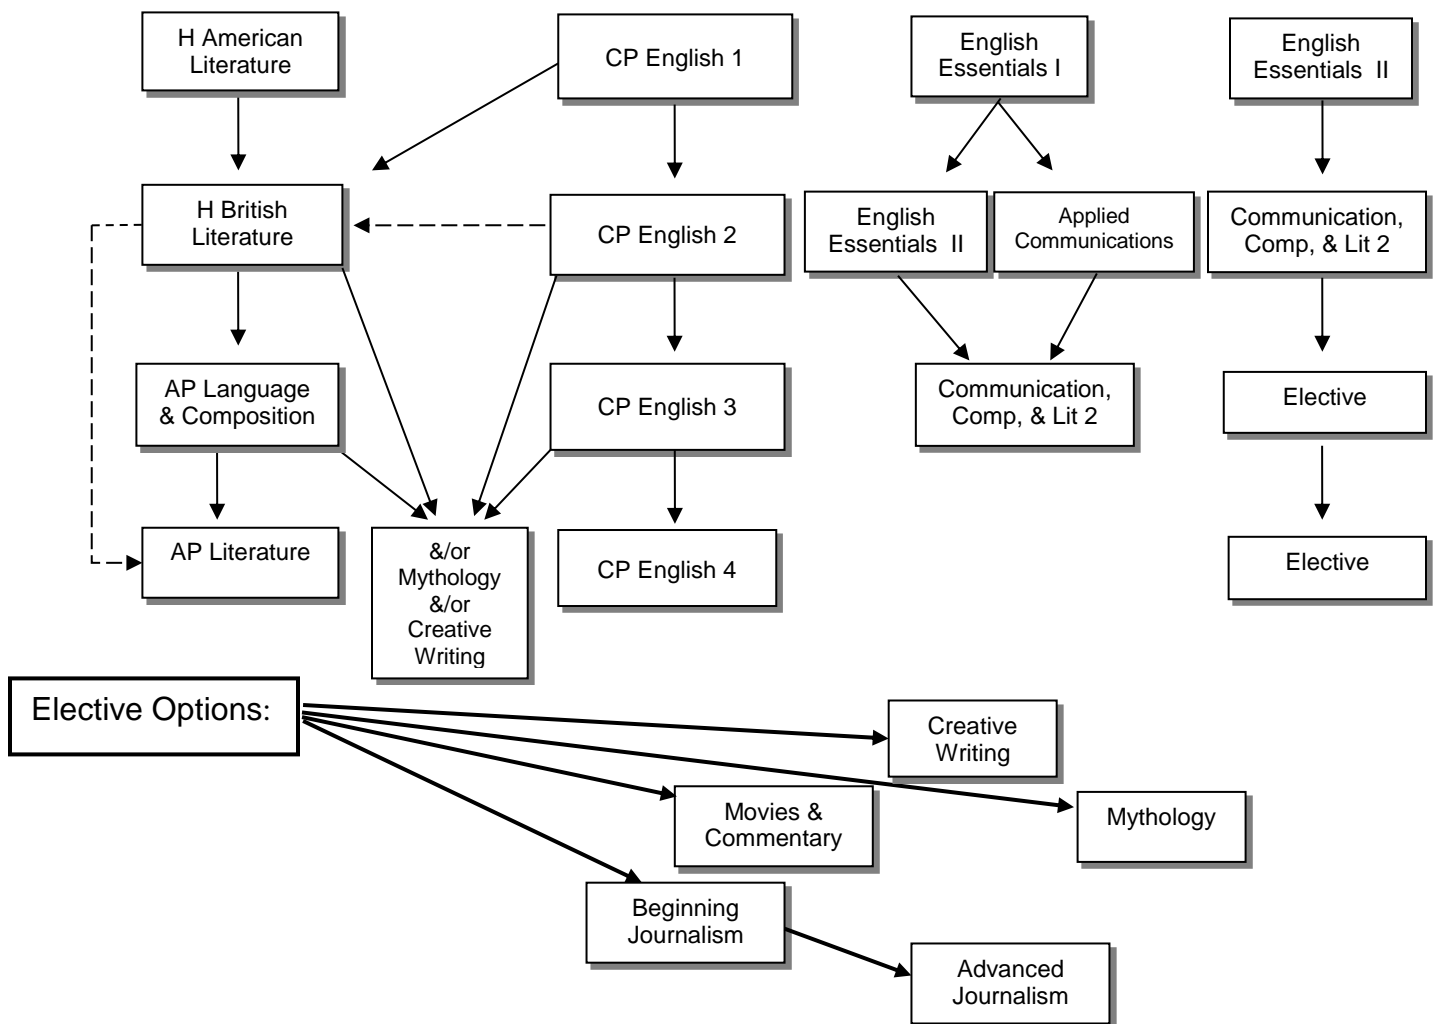 H American
Literature
CP English 1
English
Essentials I
English
Essentials  II
H British
Literature
CP English 2
English
Essentials  II
Applied
Communications
Communication,
Comp, & Lit 2
AP Language
& Composition
CP English 3
Communication,
Comp, & Lit 2
Elective
AP Literature
&/or
Mythology
&/or
Creative
Writing
CP English 4
Elective
Elective Options:
Creative
Writing
Movies &
Commentary
Mythology
Beginning
Journalism
Advanced
Journalism